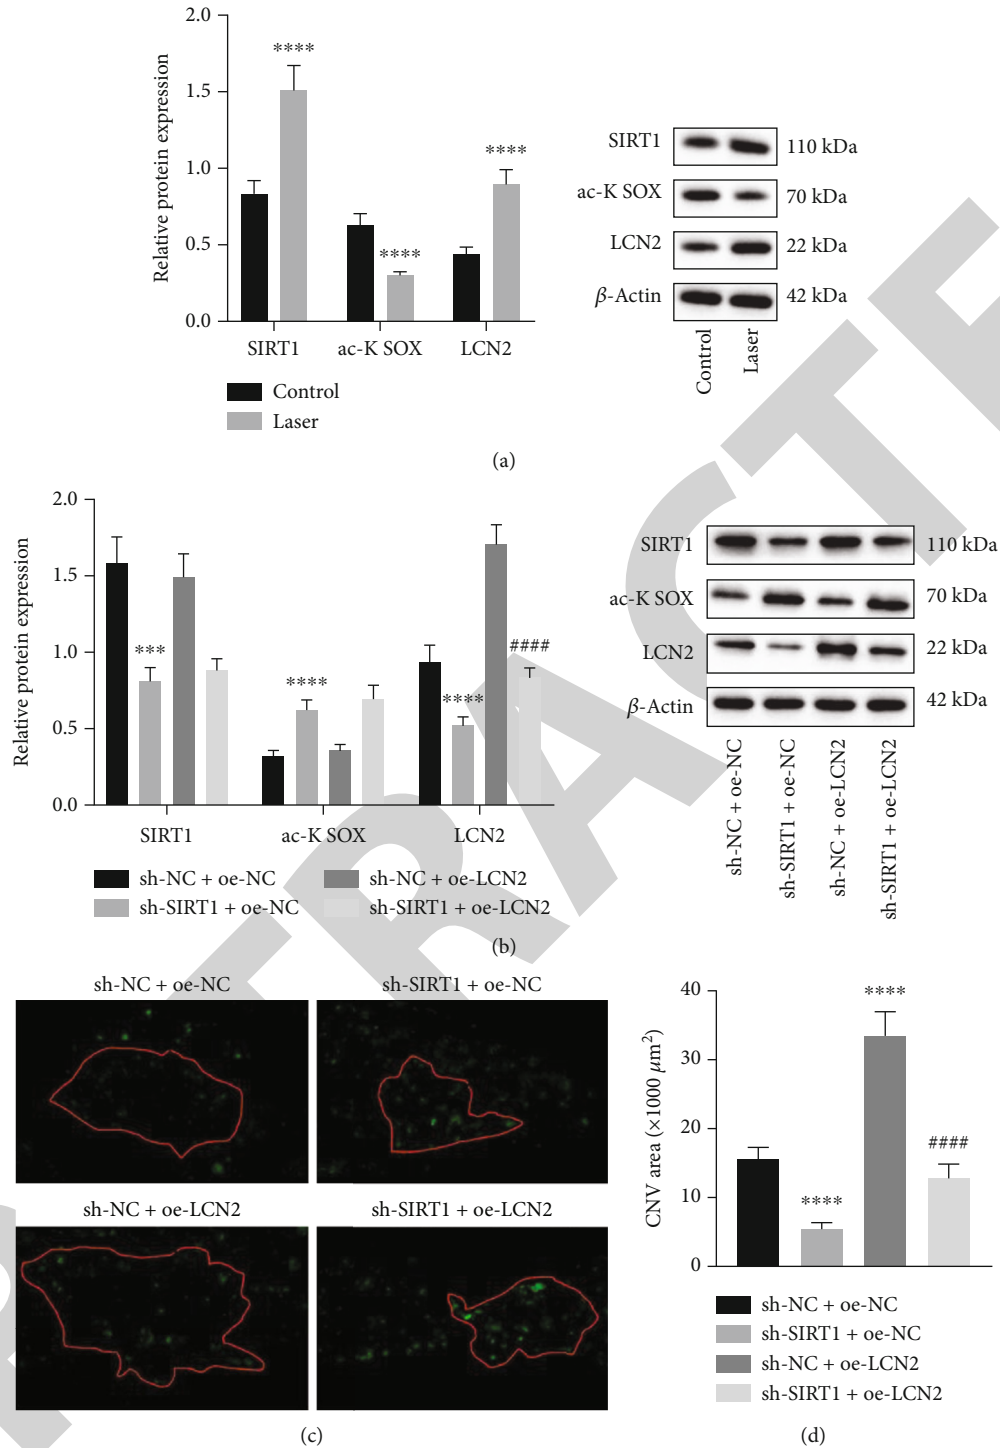 2.0
1.5
1.0
0.5
0.0
Relative protein expression
****
****
****
SIRT1
ac-K SOX
LCN2
Control
Laser
SIRT1
110 kDa
ac-K SOX
70 kDa
LCN2
22 kDa
β-Actin
42 kDa
Control
Laser
(a)
2.0
1.5
1.0
0.5
0.0
Relative protein expression
***
****
****
####
SIRT1
ac-K SOX
LCN2
sh-NC + oe-NC
sh-NC + oe-LCN2
sh-SIRT1 + oe-NC
sh-SIRT1 + oe-LCN2
SIRT1
110 kDa
ac-K SOX
70 kDa
LCN2
22 kDa
β-Actin
42 kDa
sh-NC + oe-NC
sh-SIRT1 + oe-NC
sh-NC + oe-LCN2
sh-SIRT1 + oe-LCN2
(b)
sh-NC + oe-NC
sh-SIRT1 + oe-NC
sh-NC + oe-LCN2
sh-SIRT1 + oe-LCN2
(c)
40
30
20
10
0
CNV area (×1000 μm²)
****
****
####
sh-NC + oe-NC
sh-SIRT1 + oe-NC
sh-NC + oe-LCN2
sh-SIRT1 + oe-LCN2
(d)